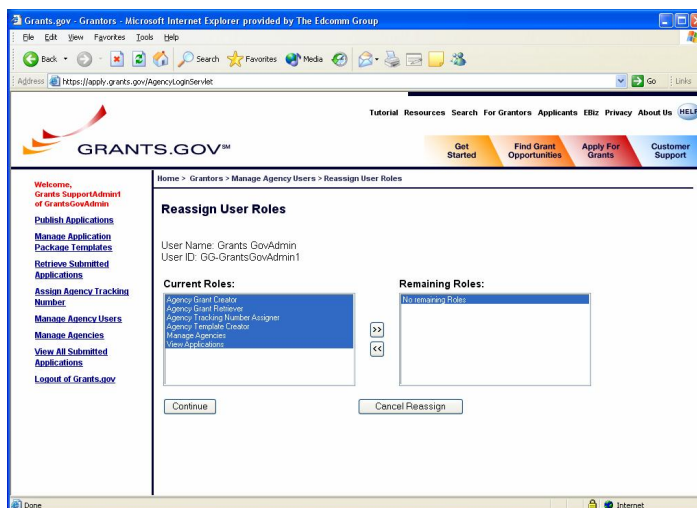 Grants.gov - Grantors - Microsoft Internet Explorer provided by The Edcomm Group
File Edit View Favorites Tools Help
Back Search Favorites Media
Address https://apply.grants.gov/AgencyLoginServlet Go Links
Tutorial Resources Search For Grantors Applicants EBiz Privacy About Us HELP
GRANTS.GOV℠
Get Started
Find Grant Opportunities
Apply For Grants
Customer Support
Welcome,
Grants SupportAdmin1
of GrantsGovAdmin
Publish Applications
Manage Application
Package Templates
Retrieve Submitted
Applications
Assign Agency Tracking
Number
Manage Agency Users
Manage Agencies
View All Submitted
Applications
Logout of Grants.gov
Home > Grantors > Manage Agency Users > Reassign User Roles
Reassign User Roles
User Name: Grants GovAdmin
User ID: GG-GrantsGovAdmin1
Current Roles:
Agency Grant Creator
Agency Grant Retriever
Agency Tracking Number Assigner
Agency Template Creator
Manage Agencies
View Applications
>>
<<
Remaining Roles:
No remaining Roles
Continue
Cancel Reassign
Done
Internet